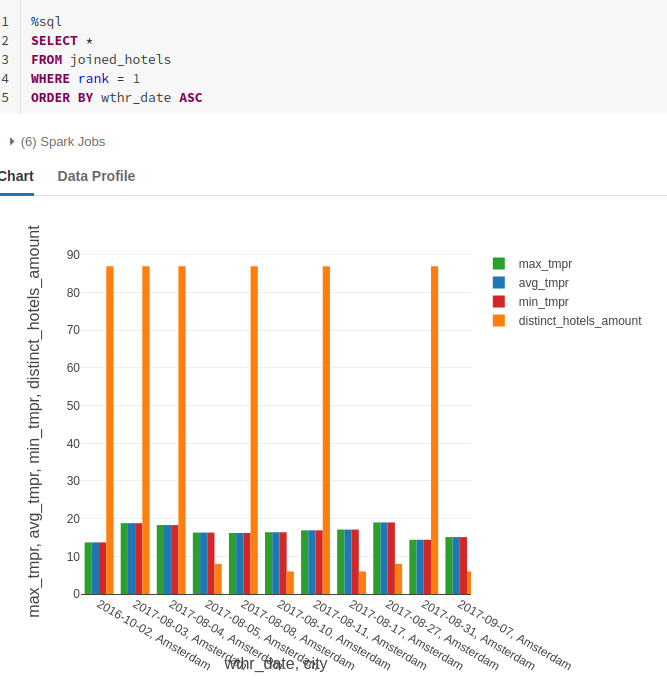 1 %sql
2 SELECT *
3 FROM joined_hotels
4 WHERE rank = 1
5 ORDER BY wthr_date ASC
(6) Spark Jobs
Chart Data Profile
max_tmpr, avg_tmpr, min_tmpr, distinct_hotels_amount
90
80
70
60
50
40
30
20
10
0
max_tmpr
avg_tmpr
min_tmpr
distinct_hotels_amount
2016-10-02, Amsterdam
2017-08-03, Amsterdam
2017-08-04, Amsterdam
2017-08-05, Amsterdam
2017-08-08, Amsterdam
2017-08-10, Amsterdam
2017-08-11, Amsterdam
2017-08-17, Amsterdam
2017-08-27, Amsterdam
2017-08-31, Amsterdam
2017-09-07, Amsterdam
wthr_date, city